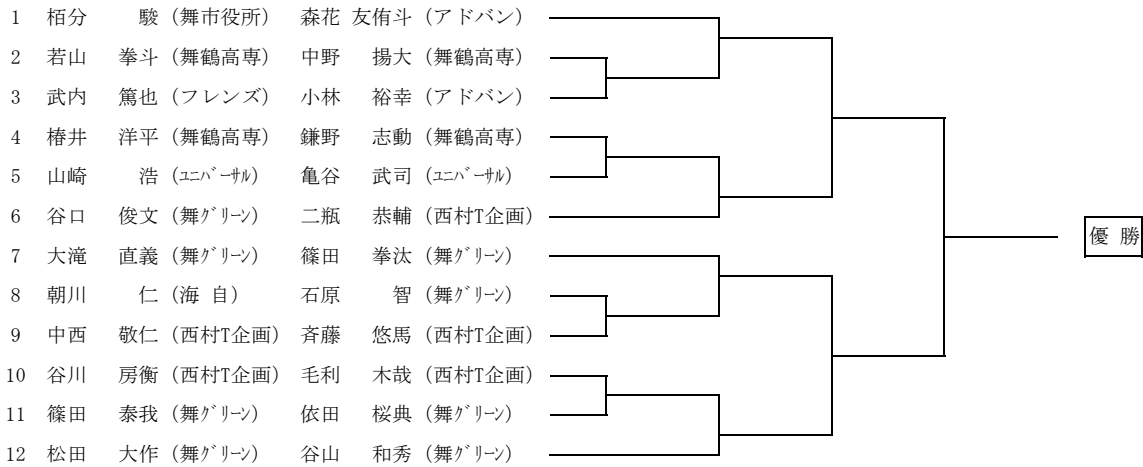 1 栢分 駿 (舞市役所) 森花 友侑斗 (アドバン)
2 若山 拳斗 (舞鶴高専) 中野 揚大 (舞鶴高専)
3 武内 篤也 (フレンズ) 小林 裕幸 (アドバン)
4 椿井 洋平 (舞鶴高専) 鎌野 志動 (舞鶴高専)
5 山崎 浩 (ﾕﾆﾊﾞｰｻﾙ) 亀谷 武司 (ﾕﾆﾊﾞｰｻﾙ)
6 谷口 俊文 (舞ｸﾞﾘｰﾝ) 二瓶 恭輔 (西村T企画)
優 勝
7 大滝 直義 (舞ｸﾞﾘｰﾝ) 篠田 拳汰 (舞ｸﾞﾘｰﾝ)
8 朝川 仁 (海 自) 石原 智 (舞ｸﾞﾘｰﾝ)
9 中西 敬仁 (西村T企画) 斉藤 悠馬 (西村T企画)
10 谷川 房衡 (西村T企画) 毛利 木哉 (西村T企画)
11 篠田 泰我 (舞ｸﾞﾘｰﾝ) 依田 桜典 (舞ｸﾞﾘｰﾝ)
12 松田 大作 (舞ｸﾞﾘｰﾝ) 谷山 和秀 (舞ｸﾞﾘｰﾝ)